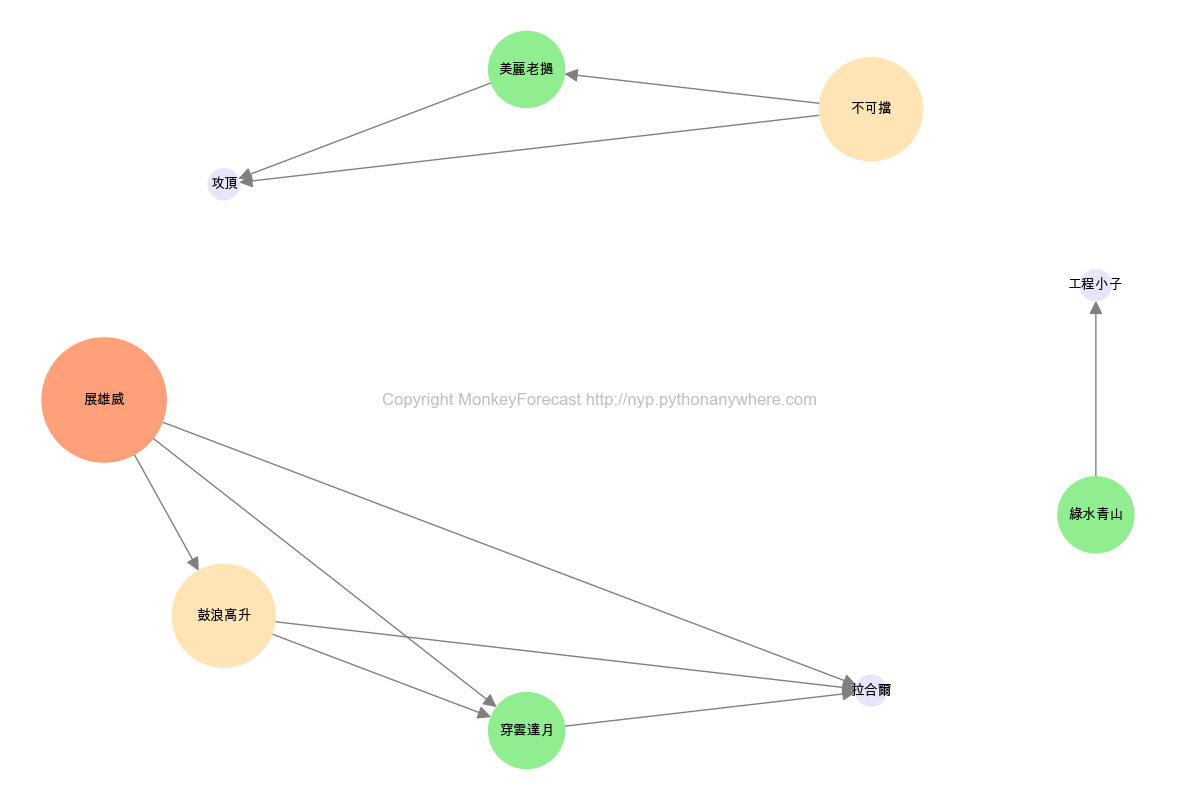 美麗老撾
不可擋
攻頂
工程小子
展雄威
Copyright MonkeyForecast http://nyp.pythonanywhere.com
綠水青山
鼓浪高升
拉合爾
穿雲達月